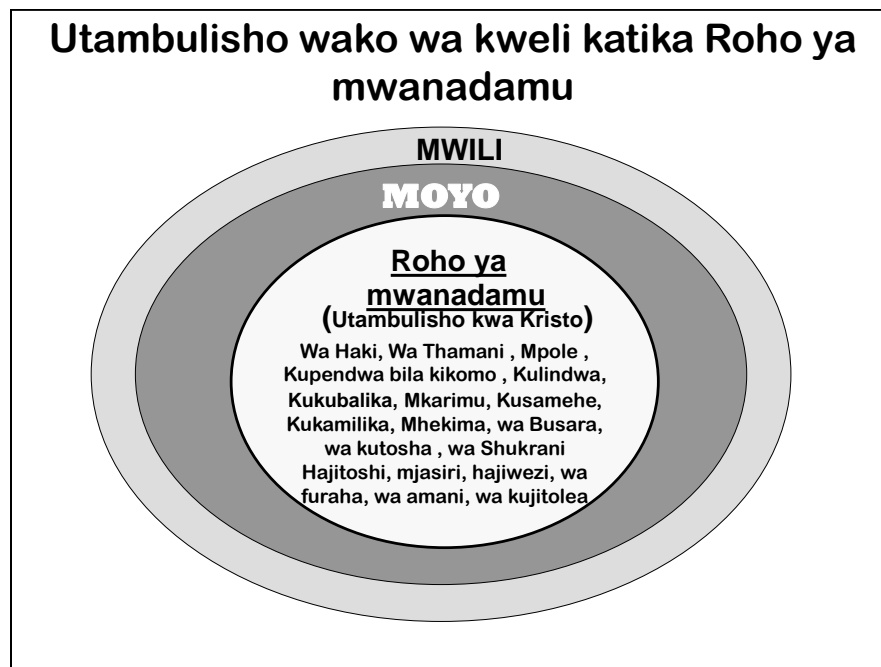 Utambulisho wako wa kweli katika Roho ya
mwanadamu
MWILI
MOYO
Roho ya
mwanadamu
(Utambulisho kwa Kristo)
Wa Haki, Wa Thamani , Mpole ,
Kupendwa bila kikomo , Kulindwa,
Kukubalika, Mkarimu, Kusamehe,
Kukamilika, Mhekima, wa Busara,
wa kutosha , wa Shukrani
Hajitoshi, mjasiri, hajiwezi, wa
furaha, wa amani, wa kujitolea